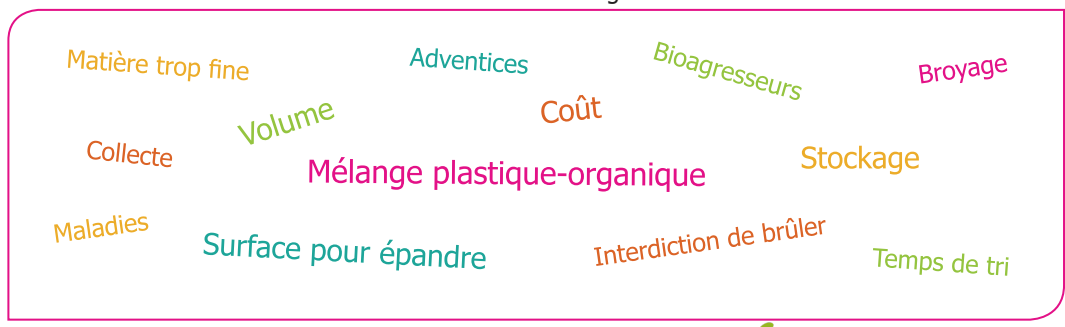 Matière trop fine
Adventices
Bioagresseurs
Broyage
Volume
Coût
Collecte
Mélange plastique-organique
Stockage
Maladies
Surface pour épandre
Interdiction de brûler
Temps de tri